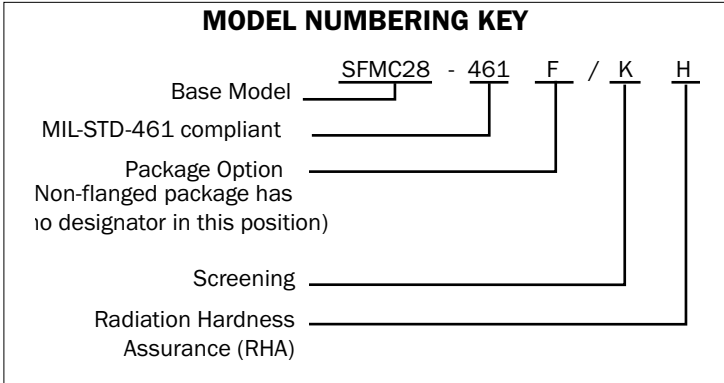 MODEL NUMBERING KEY
SFMC28 - 461 F / K H
Base Model
MIL-STD-461 compliant
Package Option
Non-flanged package has
no designator in this position)
Screening
Radiation Hardness
Assurance (RHA)